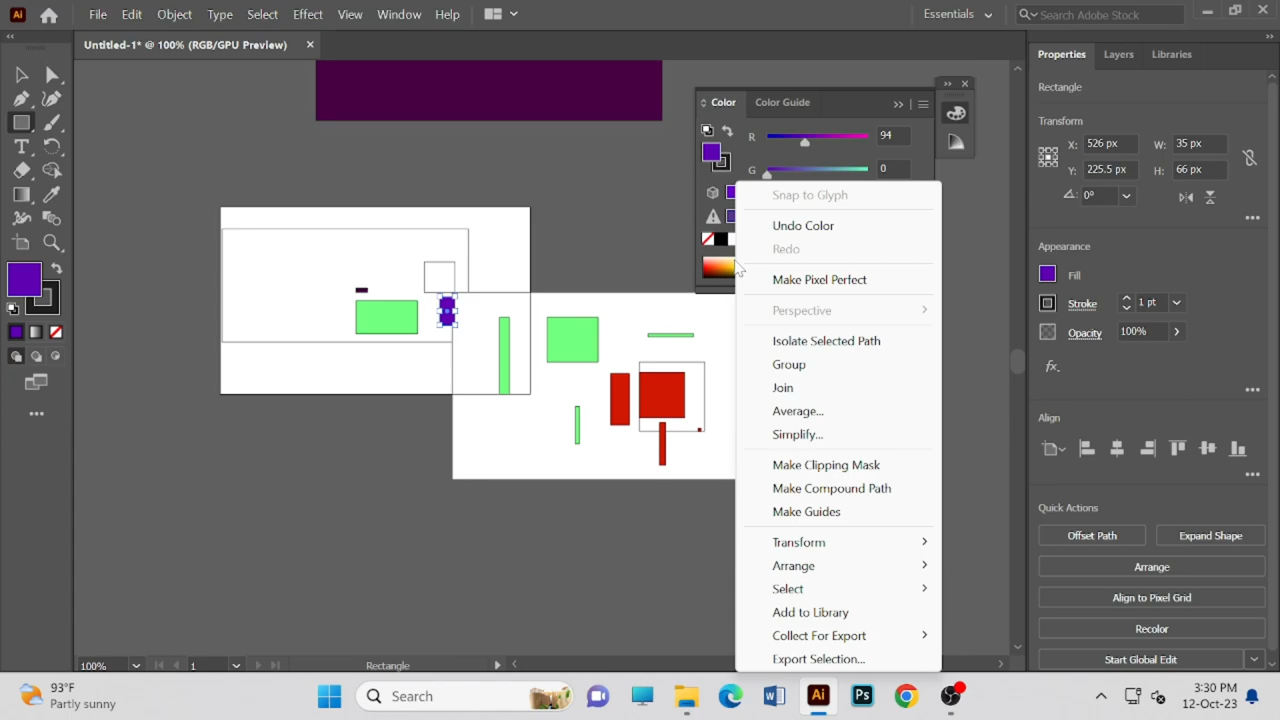 Ai File Edit Object Type Select Effect View Window Help Essentials Search Adobe Stock
Untitled-1* @ 100% (RGB/GPU Preview)
Color Color Guide
R 94
G 0
Snap to Glyph
Undo Color
Redo
Make Pixel Perfect
Perspective
Isolate Selected Path
Group
Join
Average...
Simplify...
Make Clipping Mask
Make Compound Path
Make Guides
Transform
Arrange
Select
Add to Library
Collect For Export
Export Selection...
Properties Layers Libraries
Rectangle
Transform
X: 526 px W: 35 px
Y: 225.5 px H: 66 px
0°
Appearance
Fill
Stroke 1 pt
Opacity 100%
fx.
Align
Quick Actions
Offset Path Expand Shape
Arrange
Align to Pixel Grid
Recolor
Start Global Edit
100% 1 Rectangle
93°F
Partly sunny
Search
W Ai Ps
3:30 PM
12-Oct-23